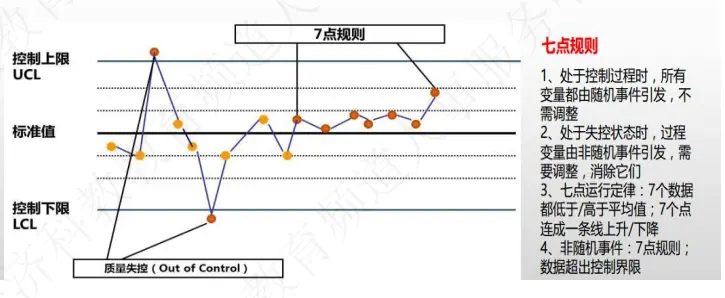 7点规则
控制上限
UCL
标准值
控制下限
LCL
质量失控（Out of Control）
七点规则
1、处于控制过程时，所有
变量都由随机事件引发，不
需调整
2、处于失控状态时，过程
变量由非随机事件引发，需
要调整，消除它们
3、七点运行定律：7个数据
都低于/高于平均值；7个点
连成一条线上升/下降
4、非随机事件：7点规则；
数据超出控制界限